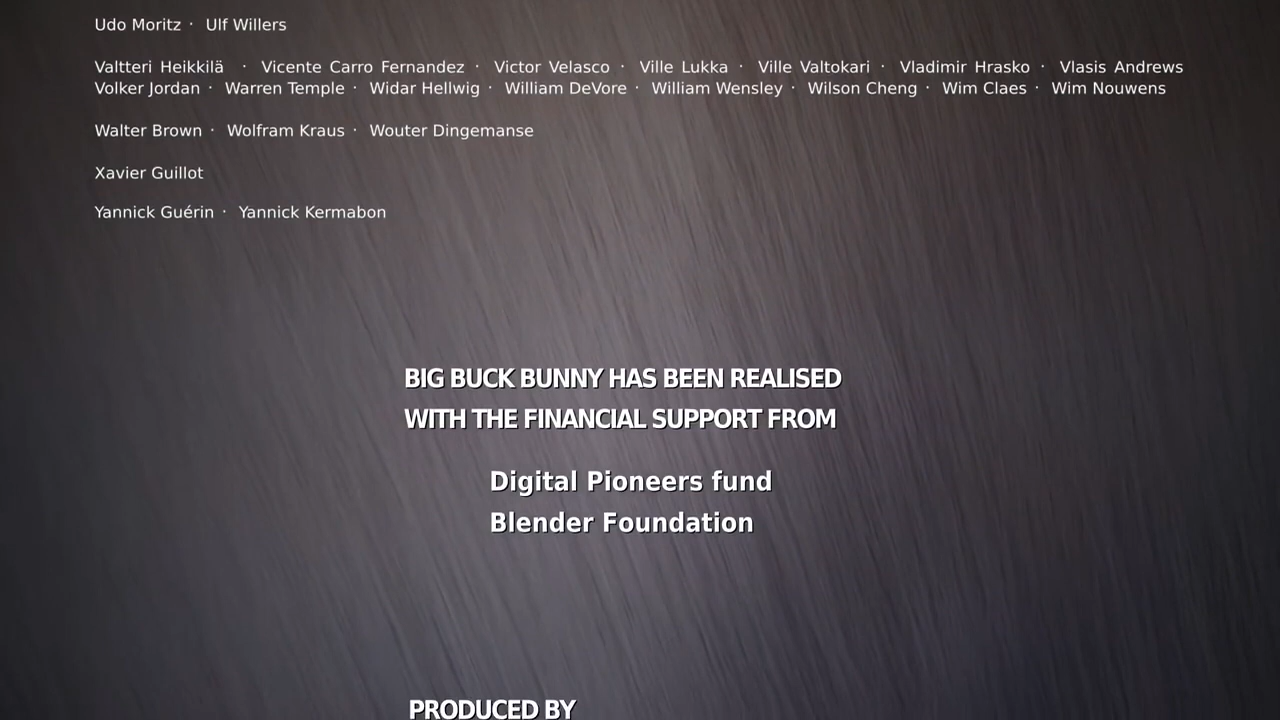 Udo Moritz · Ulf Willers
Valtteri Heikkilä · Vicente Carro Fernandez · Victor Velasco · Ville Lukka · Ville Valtokari · Vladimir Hrasko · Vlasis Andrews
Volker Jordan · Warren Temple · Widar Hellwig · William DeVore · William Wensley · Wilson Cheng · Wim Claes · Wim Nouwens
Walter Brown · Wolfram Kraus · Wouter Dingemanse
Xavier Guillot
Yannick Guérin · Yannick Kermabon
BIG BUCK BUNNY HAS BEEN REALISED
WITH THE FINANCIAL SUPPORT FROM
Digital Pioneers fund
Blender Foundation
PRODUCED BY